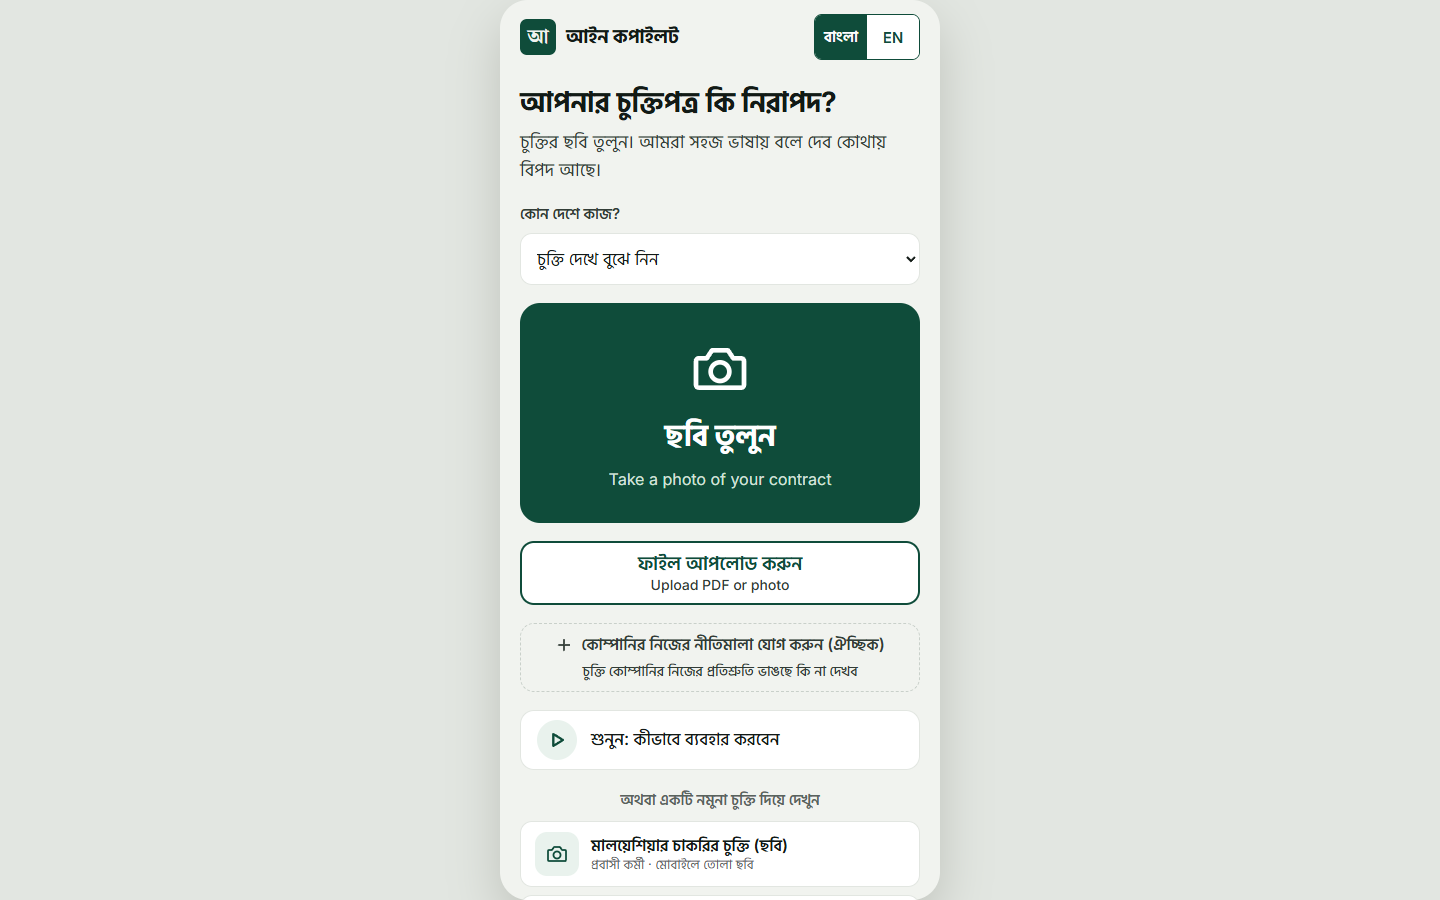 আ আইন কপাইলট
বাংলা EN
আপনার চুক্তিপত্র কি নিরাপদ?
চুক্তির ছবি তুলুন। আমরা সহজ ভাষায় বলে দেব কোথায়
বিপদ আছে।
কোন দেশে কাজ?
চুক্তি দেখে বুঝে নিন
ছবি তুলুন
Take a photo of your contract
ফাইল আপলোড করুন
Upload PDF or photo
+ কোম্পানির নিজের নীতিমালা যোগ করুন (ঐচ্ছিক)
চুক্তি কোম্পানির নিজের প্রতিশ্রুতি ভাঙছে কি না দেখব
শুনুন: কীভাবে ব্যবহার করবেন
অথবা একটি নমুনা চুক্তি দিয়ে দেখুন
মালয়েশিয়ার চাকরির চুক্তি (ছবি)
প্রবাসী কর্মী · মোবাইলে তোলা ছবি